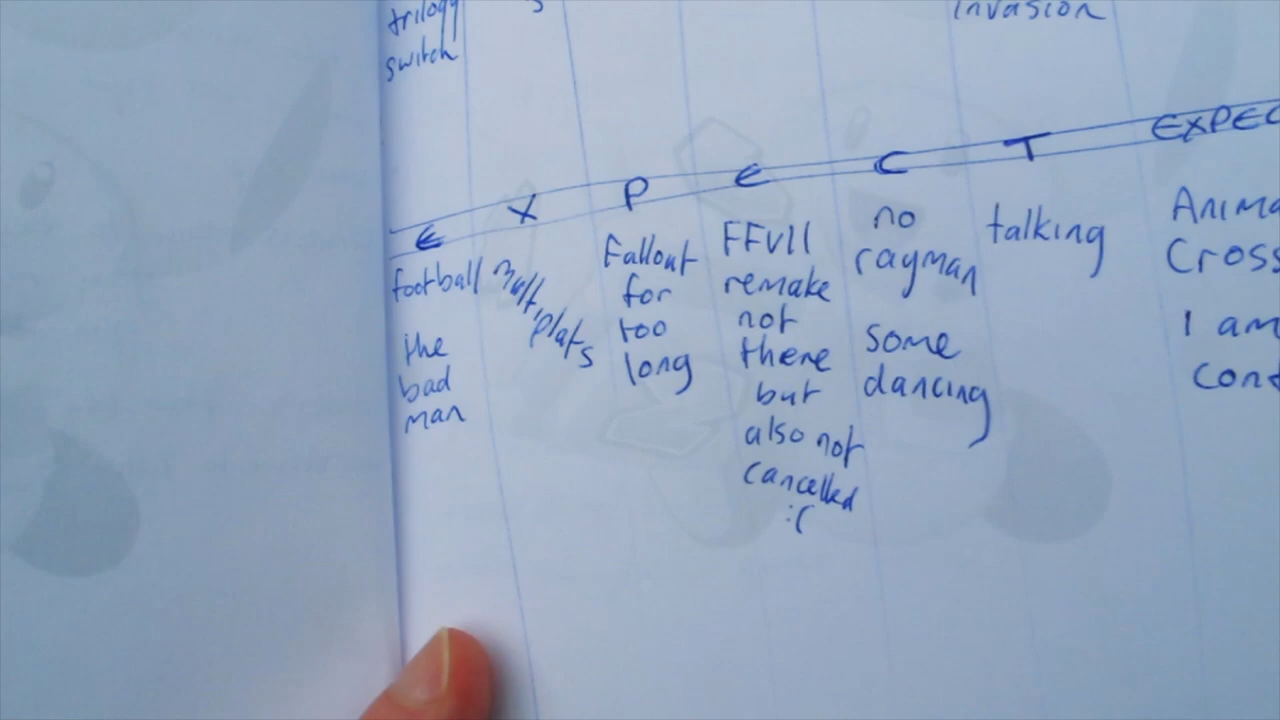 trilogy
switch
invasion
E X P E C T EXPEC
football
the
bad
man
Multiplats
Fallout
for
too
long
FFVII
remake
not
there
but
also not
cancelled
:(
no
rayman
some
dancing
talking
Anima
Cross
I am
cont